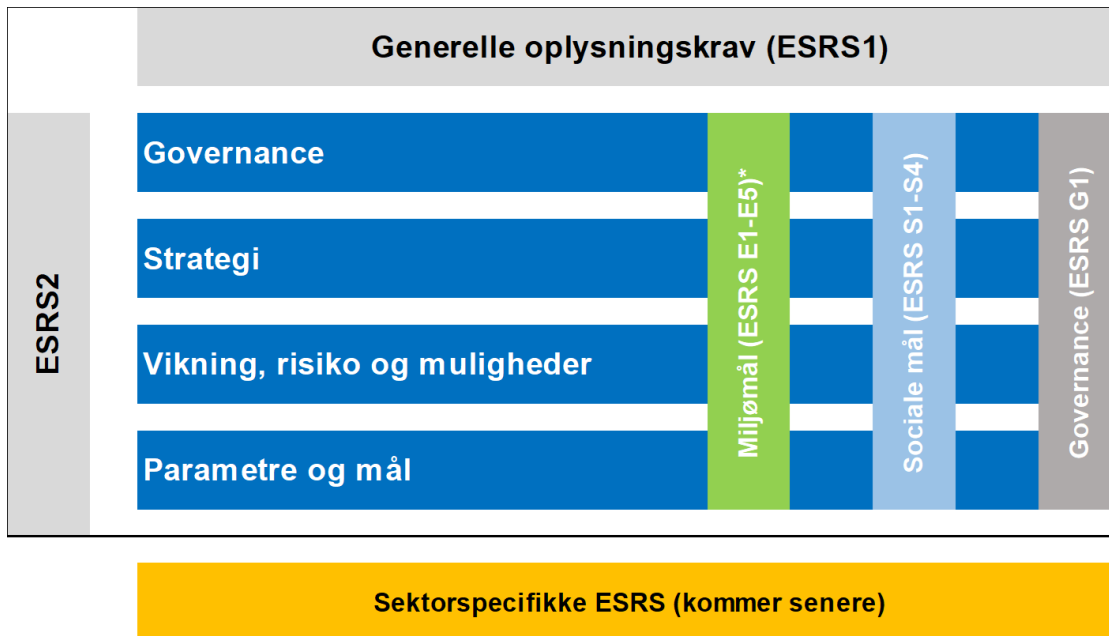 Generelle oplysningskrav (ESRS1)
ESRS2
Governance
Strategi
Vikning, risiko og muligheder
Parametre og mål
Miljømål (ESRS E1-E5)*
Sociale mål (ESRS S1-S4)
Governance (ESRS G1)
Sektorspecifikke ESRS (kommer senere)